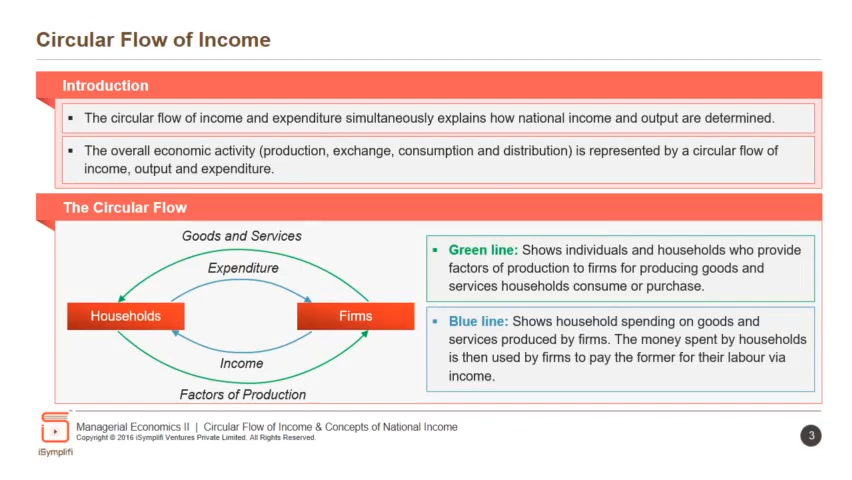 Circular Flow of Income
Introduction
▪ The circular flow of income and expenditure simultaneously explains how national income and output are determined.
▪ The overall economic activity (production, exchange, consumption and distribution) is represented by a circular flow of
income, output and expenditure.
The Circular Flow
Goods and Services
Expenditure
Households
Firms
Income
Factors of Production
▪ Green line: Shows individuals and households who provide
factors of production to firms for producing goods and
services households consume or purchase.
▪ Blue line: Shows household spending on goods and
services produced by firms. The money spent by households
is then used by firms to pay the former for their labour via
income.
iSymplifi
Managerial Economics II | Circular Flow of Income & Concepts of National Income
Copyright © 2016 iSymplifi Ventures Private Limited. All Rights Reserved.
3